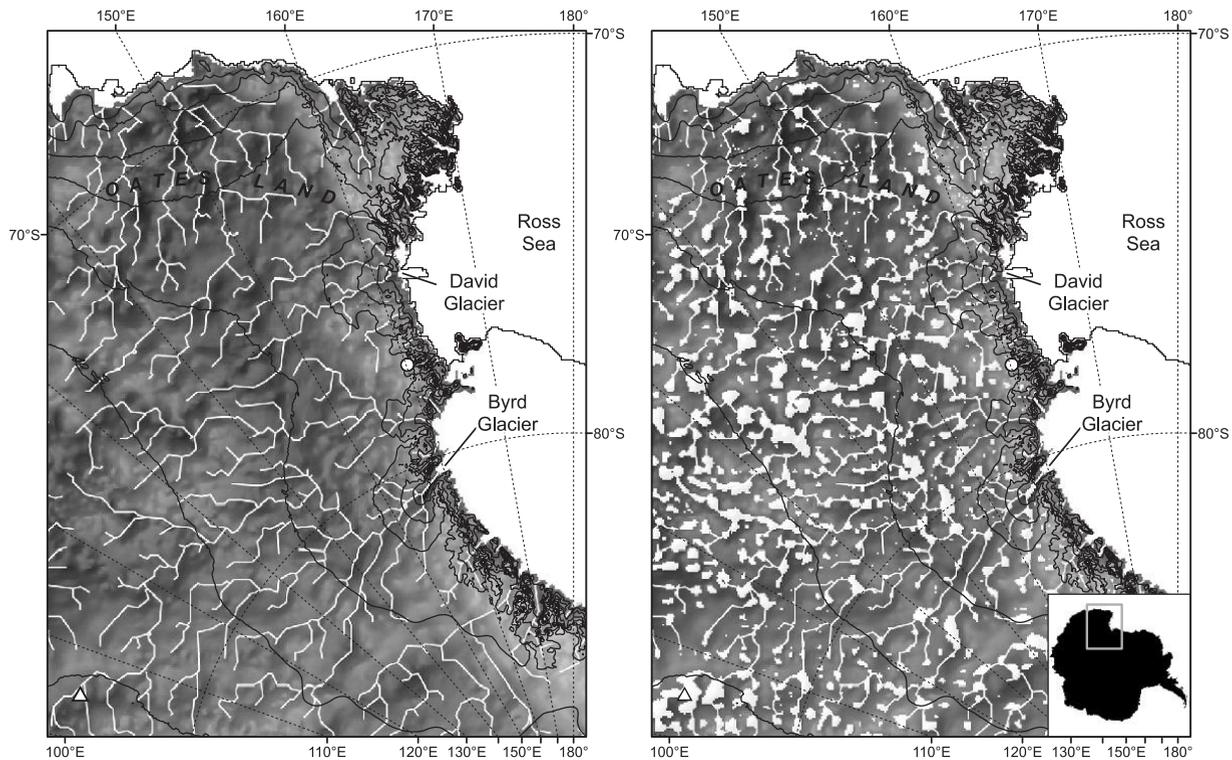 150°E 160°E 170°E 180°
70°S
OATES LAND
Ross
Sea
70°S
David
Glacier
Byrd
Glacier
80°S
100°E 110°E 120°E 130°E 150°E 180°
150°E 160°E 170°E 180°
70°S
OATES LAND
Ross
Sea
70°S
David
Glacier
Byrd
Glacier
80°S
100°E 110°E 120°E 130°E 150°E 180°